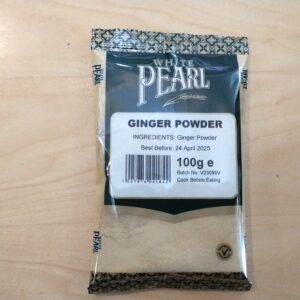 WHITE
PEARL
GINGER POWDER
INGREDIENTS: Ginger Powder
Best Before: 24 April 2025
100g e
Batch No: V23099V
Cook Before Eating
PEARL
V